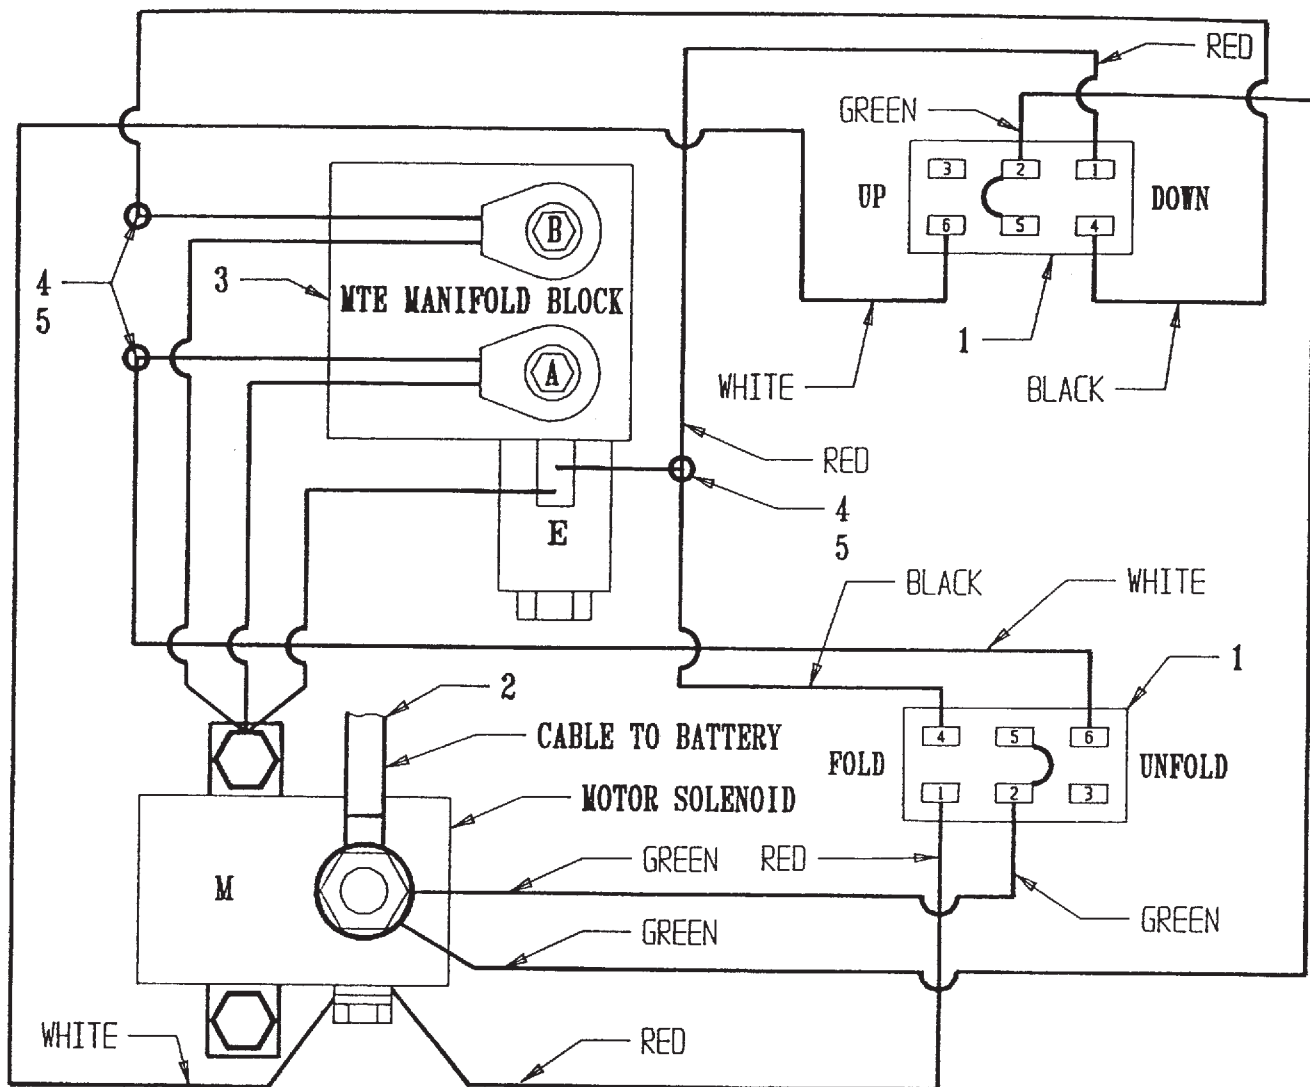 RED
GREEN
3 2 1
UP
DOWN
6 5 4
B
3
MTE MANIFOLD BLOCK
4
5
1
A
WHITE
BLACK
RED
4
5
E
BLACK
WHITE
1
2
CABLE TO BATTERY
4 5 6
FOLD
UNFOLD
1 2 3
MOTOR SOLENOID
GREEN RED
M
GREEN
GREEN
WHITE
RED